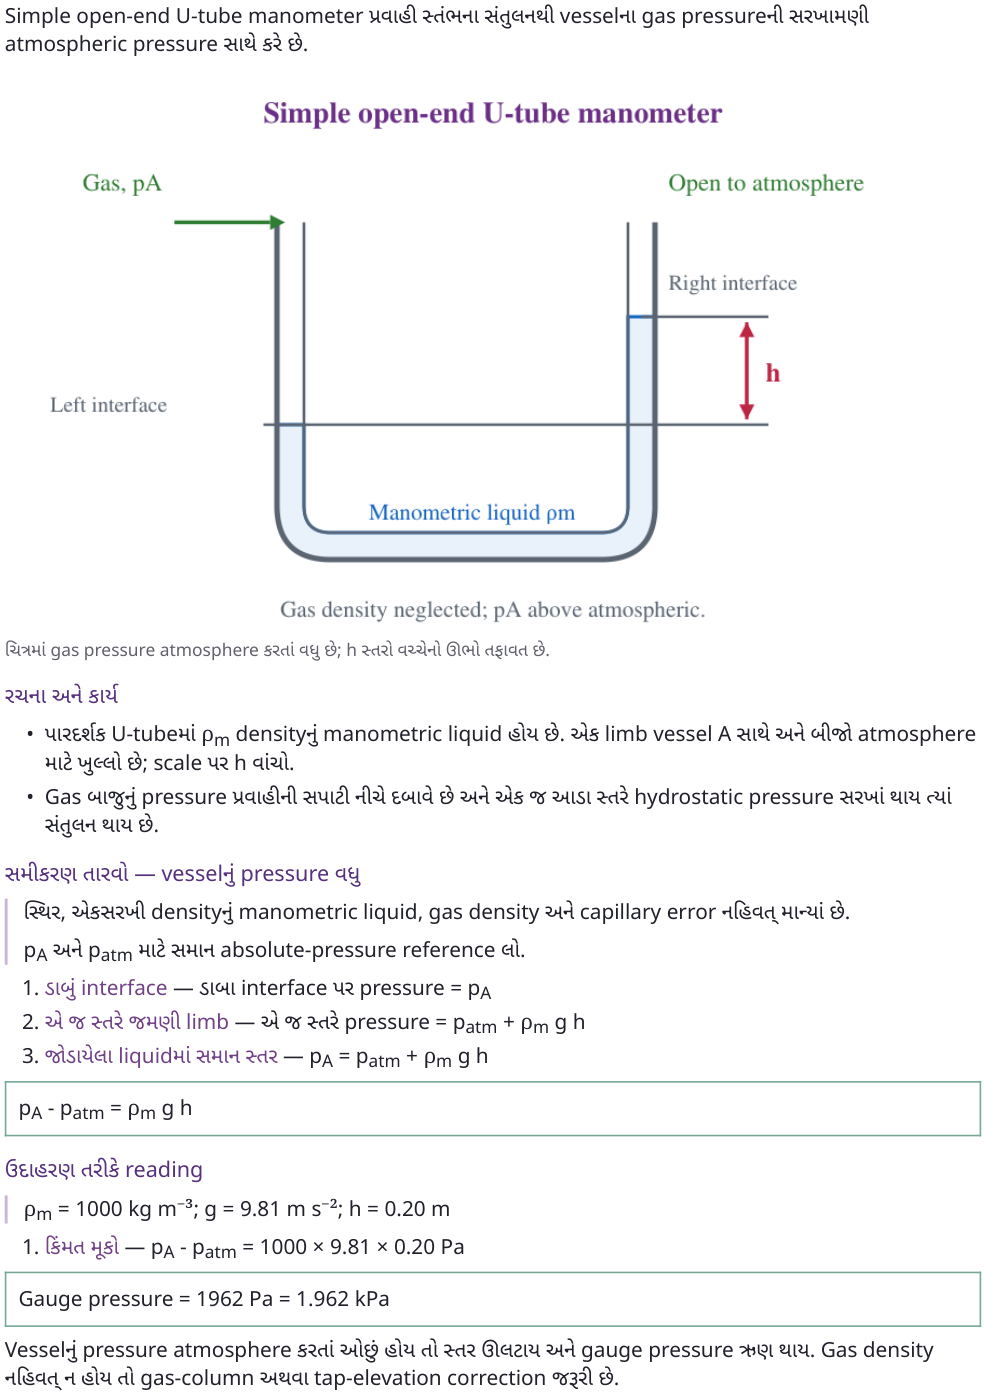 Simple open-end U-tube manometer પ્રવાહી સ્તંભના સંતુલનથી vesselના gas pressureની સરખામણી
atmospheric pressure સાથે કરે છે.
Simple open-end U-tube manometer
Gas, pA
Open to atmosphere
Right interface
h
Left interface
Manometric liquid ρm
Gas density neglected; pA above atmospheric.
ચિત્રમાં gas pressure atmosphere કરતાં વધુ છે; h સ્તરો વચ્ચેનો ઊભો તફાવત છે.
રચના અને કાર્ય
• પારદર્શક U-tubeમાં ρm densityનું manometric liquid હોય છે. એક limb vessel A સાથે અને બીજો atmosphere
માટે ખુલ્લો છે; scale પર h વાંચો.
• Gas બાજુનું pressure પ્રવાહીની સપાટી નીચે દબાવે છે અને એક જ આડા સ્તરે hydrostatic pressure સરખાં થાય ત્યાં
સંતુલન થાય છે.
સમીકરણ તારવો — vesselનું pressure વધુ
સ્થિર, એકસરખી densityનું manometric liquid, gas density અને capillary error નહિવત્ માન્યાં છે.
pA અને patm માટે સમાન absolute-pressure reference લો.
1. ડાબું interface — ડાબા interface પર pressure = pA
2. એ જ સ્તરે જમણી limb — એ જ સ્તરે pressure = patm + ρm g h
3. જોડાયેલા liquidમાં સમાન સ્તર — pA = patm + ρm g h
pA - patm = ρm g h
ઉદાહરણ તરીકે reading
ρm = 1000 kg m⁻³; g = 9.81 m s⁻²; h = 0.20 m
1. કિંમત મૂકો — pA - patm = 1000 × 9.81 × 0.20 Pa
Gauge pressure = 1962 Pa = 1.962 kPa
Vesselનું pressure atmosphere કરતાં ઓછું હોય તો સ્તર ઊલટાય અને gauge pressure ઋણ થાય. Gas density
નહિવત્ ન હોય તો gas-column અથવા tap-elevation correction જરૂરી છે.